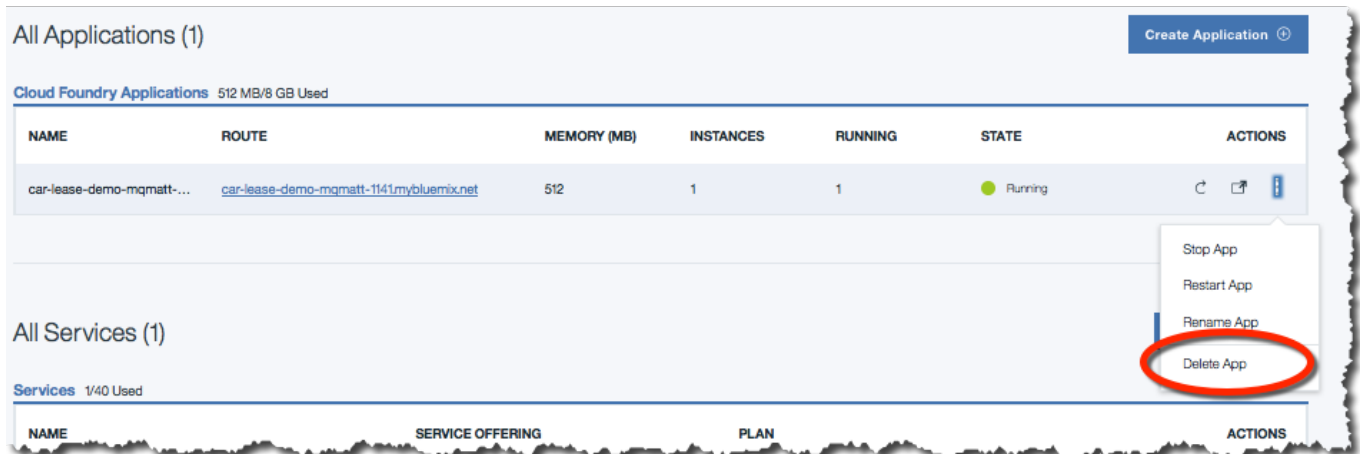 All Applications (1)
Create Application
Cloud Foundry Applications 512 MB/8 GB Used
NAME ROUTE MEMORY (MB) INSTANCES RUNNING STATE ACTIONS
car-lease-demo-mqmatt-... car-lease-demo-mqmatt-1141.mybluemix.net 512 1 1 Running
Stop App
Restart App
Rename App
All Services (1)
Delete App
Services 1/40 Used
NAME SERVICE OFFERING PLAN ACTIONS